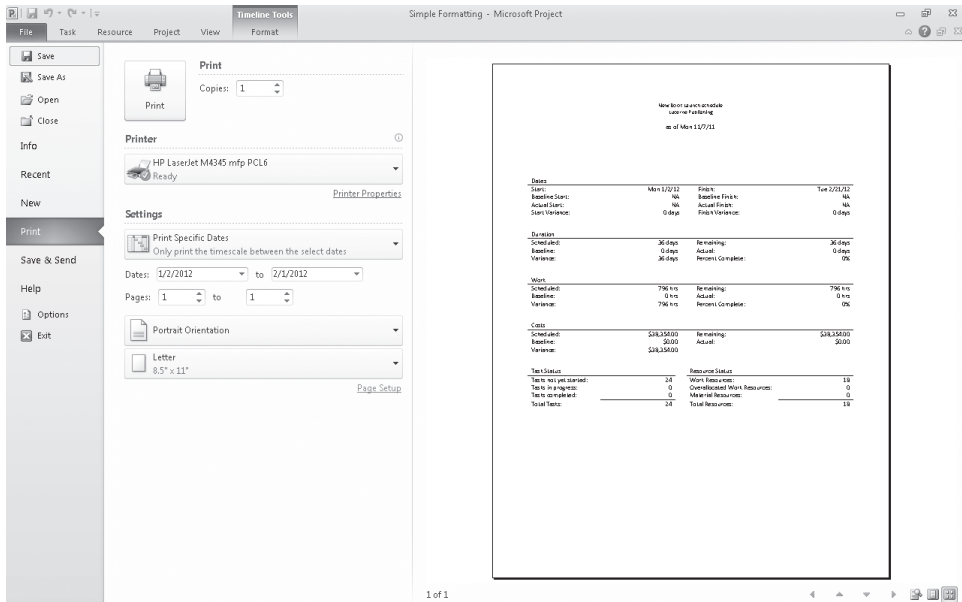 Timeline Tools
Simple Formatting - Microsoft Project
File Task Resource Project View Format
Save
Save As
Open
Close
Info
Recent
New
Print
Save & Send
Help
Options
Exit
Print
Print
Copies: 1
Printer
HP LaserJet M4345 mfp PCL6
Ready
Printer Properties
Settings
Print Specific Dates
Only print the timescale between the select dates
Dates: 1/2/2012 to 2/1/2012
Pages: 1 to 1
Portrait Orientation
Letter
8.5" x 11"
Page Setup
New Book Launch Schedule
Lucerne Publishing
as of Mon 11/7/11
Dates
Start: Mon 1/2/12 Finish: Tue 2/21/12
Baseline Start: NA Baseline Finish: NA
Actual Start: NA Actual Finish: NA
Start Variance: 0 days Finish Variance: 0 days
Duration
Scheduled: 36 days Remaining: 36 days
Baseline: 0 days Actual: 0 days
Variance: 36 days Percent Complete: 0%
Work
Scheduled: 796 hrs Remaining: 796 hrs
Baseline: 0 hrs Actual: 0 hrs
Variance: 796 hrs Percent Complete: 0%
Costs
Scheduled: $38,354.00 Remaining: $38,354.00
Baseline: $0.00 Actual: $0.00
Variance: $38,354.00
Task Status Resource Status
Tasks not yet started: 24 Work Resources: 18
Tasks in progress: 0 Overallocated Work Resources: 0
Tasks completed: 0 Material Resources: 0
Total Tasks: 24 Total Resources: 18
1 of 1